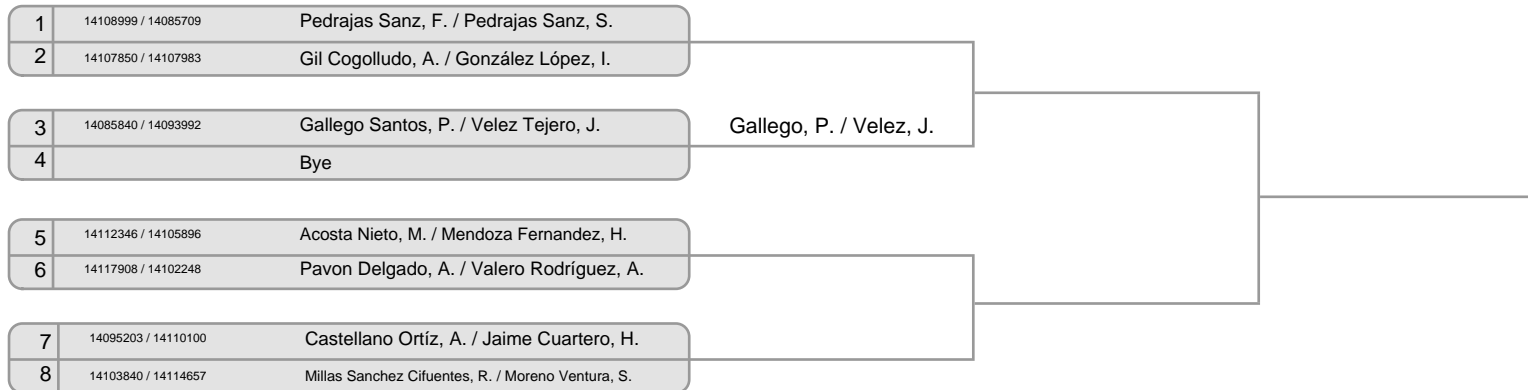 1 14108999 / 14085709 Pedrajas Sanz, F. / Pedrajas Sanz, S.
2 14107850 / 14107983 Gil Cogolludo, A. / González López, I.
3 14085840 / 14093992 Gallego Santos, P. / Velez Tejero, J. Gallego, P. / Velez, J.
4 Bye
5 14112346 / 14105896 Acosta Nieto, M. / Mendoza Fernandez, H.
6 14117908 / 14102248 Pavon Delgado, A. / Valero Rodríguez, A.
7 14095203 / 14110100 Castellano Ortíz, A. / Jaime Cuartero, H.
8 14103840 / 14114657 Millas Sanchez Cifuentes, R. / Moreno Ventura, S.